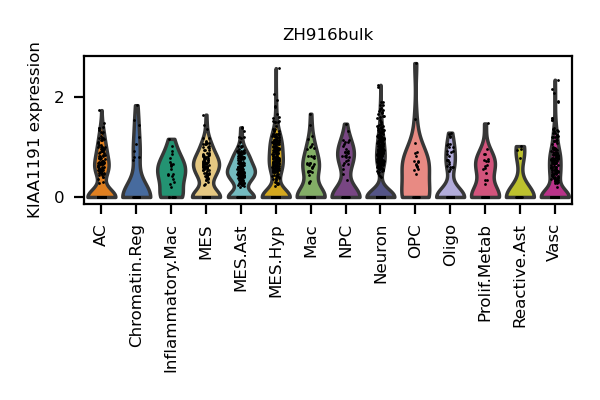 ZH916bulk
KIAA1191 expression
2
0
AC
Chromatin.Reg
Inflammatory.Mac
MES
MES.Ast
MES.Hyp
Mac
NPC
Neuron
OPC
Oligo
Prolif.Metab
Reactive.Ast
Vasc